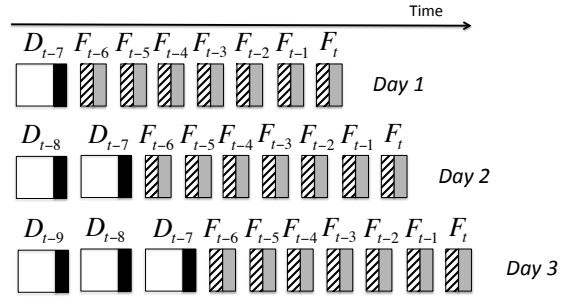 Time
D_{t-7} F_{t-6} F_{t-5} F_{t-4} F_{t-3} F_{t-2} F_{t-1} F_t
Day 1
D_{t-8} D_{t-7} F_{t-6} F_{t-5} F_{t-4} F_{t-3} F_{t-2} F_{t-1} F_t
Day 2
D_{t-9} D_{t-8} D_{t-7} F_{t-6} F_{t-5} F_{t-4} F_{t-3} F_{t-2} F_{t-1} F_t
Day 3